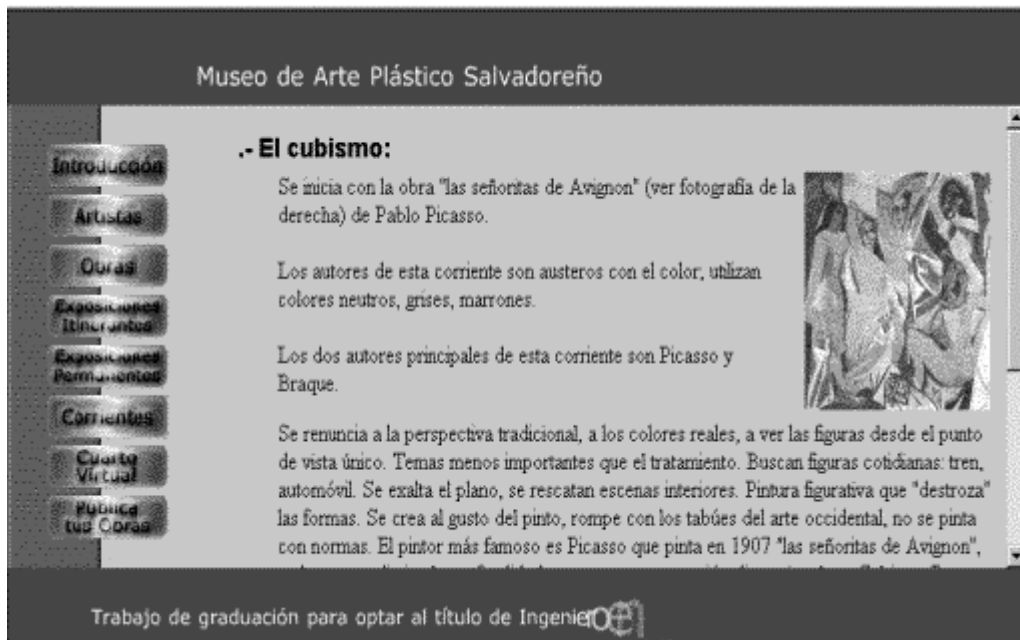 Museo de Arte Plástico Salvadoreño
Introducción
Artistas
Obras
Exposiciones
Itinerantes
Exposiciones
Permanentes
Corrientes
Cuarto
Virtual
Publica
tus Obras
.- El cubismo:
Se inicia con la obra "las señoritas de Avignon" (ver fotografía de la
derecha) de Pablo Picasso.
Los autores de esta corriente son austeros con el color, utilizan
colores neutros, grises, marrones.
Los dos autores principales de esta corriente son Picasso y
Braque.
Se renuncia a la perspectiva tradicional, a los colores reales, a ver las figuras desde el punto
de vista único. Temas menos importantes que el tratamiento. Buscan figuras cotidianas: tren,
automóvil. Se exalta el plano, se rescatan escenas interiores. Pintura figurativa que "destroza"
las formas. Se crea al gusto del pinto, rompe con los tabúes del arte occidental, no se pinta
con normas. El pintor más famoso es Picasso que pinta en 1907 "las señoritas de Avignon",
Trabajo de graduación para optar al título de Ingeniero